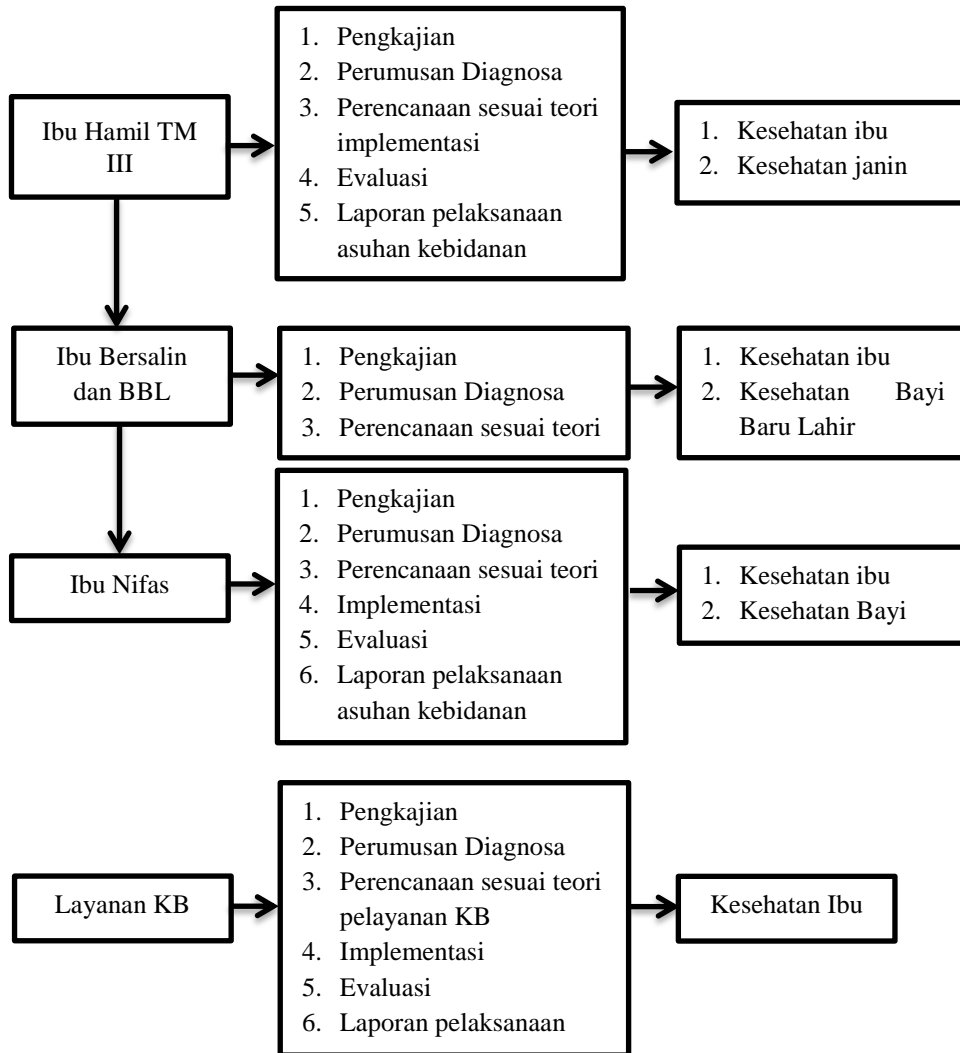 Ibu Hamil TM
III
1. Pengkajian
2. Perumusan Diagnosa
3. Perencanaan sesuai teori
implementasi
4. Evaluasi
5. Laporan pelaksanaan
asuhan kebidanan
1. Kesehatan ibu
2. Kesehatan janin
Ibu Bersalin
dan BBL
1. Pengkajian
2. Perumusan Diagnosa
3. Perencanaan sesuai teori
1. Kesehatan ibu
2. Kesehatan Bayi
Baru Lahir
Ibu Nifas
1. Pengkajian
2. Perumusan Diagnosa
3. Perencanaan sesuai teori
4. Implementasi
5. Evaluasi
6. Laporan pelaksanaan
asuhan kebidanan
1. Kesehatan ibu
2. Kesehatan Bayi
Layanan KB
1. Pengkajian
2. Perumusan Diagnosa
3. Perencanaan sesuai teori
pelayanan KB
4. Implementasi
5. Evaluasi
6. Laporan pelaksanaan
Kesehatan Ibu